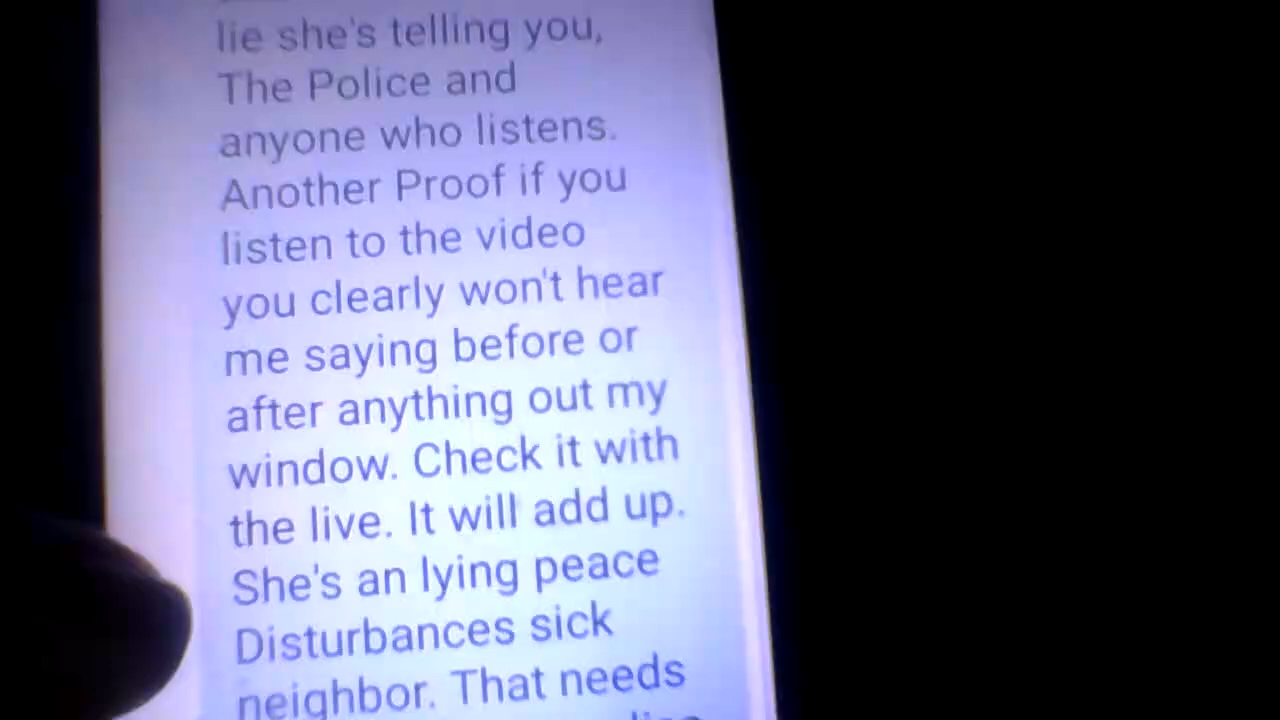 lie she's telling you,
The Police and
anyone who listens.
Another Proof if you
listen to the video
you clearly won't hear
me saying before or
after anything out my
window. Check it with
the live. It will add up.
She's an lying peace
Disturbances sick
neighbor. That needs